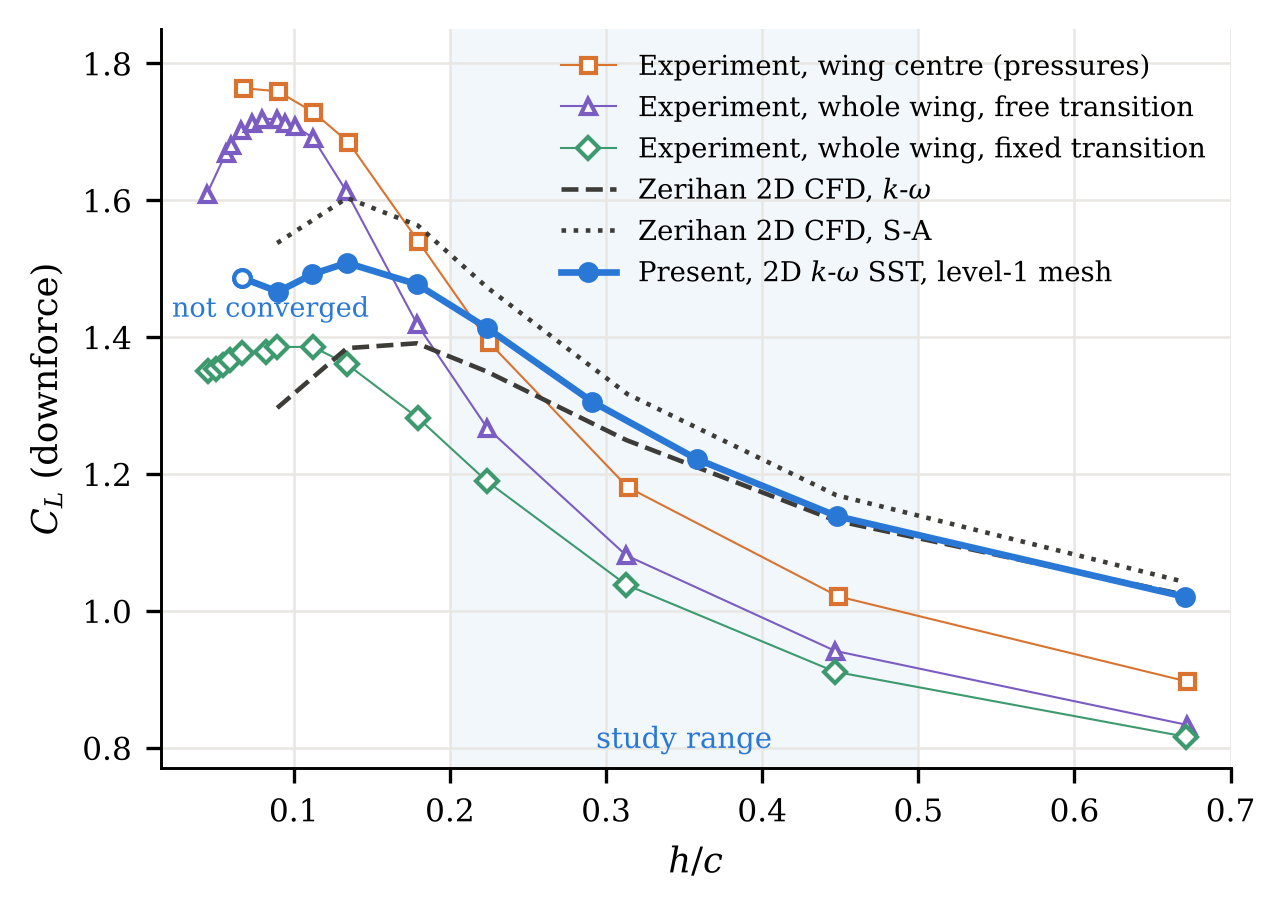 Experiment, wing centre (pressures)
Experiment, whole wing, free transition
Experiment, whole wing, fixed transition
Zerihan 2D CFD, k-ω
Zerihan 2D CFD, S-A
Present, 2D k-ω SST, level-1 mesh
not converged
study range
C_L (downforce)
1.8
1.6
1.4
1.2
1.0
0.8
0.1 0.2 0.3 0.4 0.5 0.6 0.7
h/c